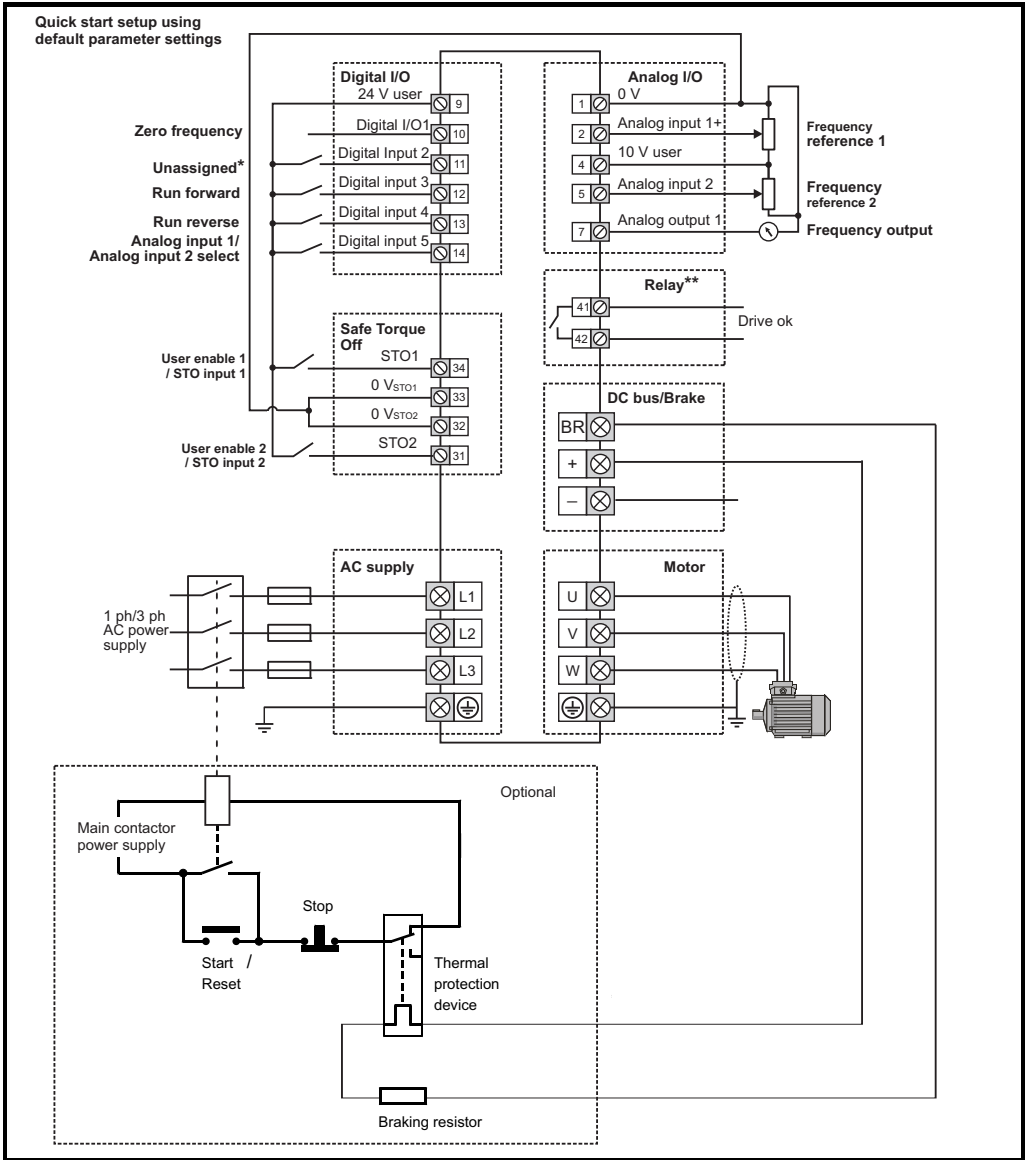 Quick start setup using
default parameter settings
Digital I/O
24 V user
9
Zero frequency
Digital I/O1
10
Unassigned*
Digital Input 2
11
Run forward
Digital input 3
12
Run reverse
Digital input 4
13
Analog input 1/
Analog input 2 select
Digital input 5
14
Analog I/O
1
0 V
2
Analog input 1+
Frequency
reference 1
4
10 V user
5
Analog input 2
Frequency
reference 2
7
Analog output 1
Frequency output
Relay**
41
42
Drive ok
Safe Torque
Off
User enable 1
/ STO input 1
STO1
34
0 VSTO1
33
0 VSTO2
32
User enable 2
/ STO input 2
STO2
31
DC bus/Brake
BR
+
–
AC supply
1 ph/3 ph
AC power
supply
L1
L2
L3
Motor
U
V
W
Optional
Main contactor
power supply
Start /
Reset
Stop
Thermal
protection
device
Braking resistor